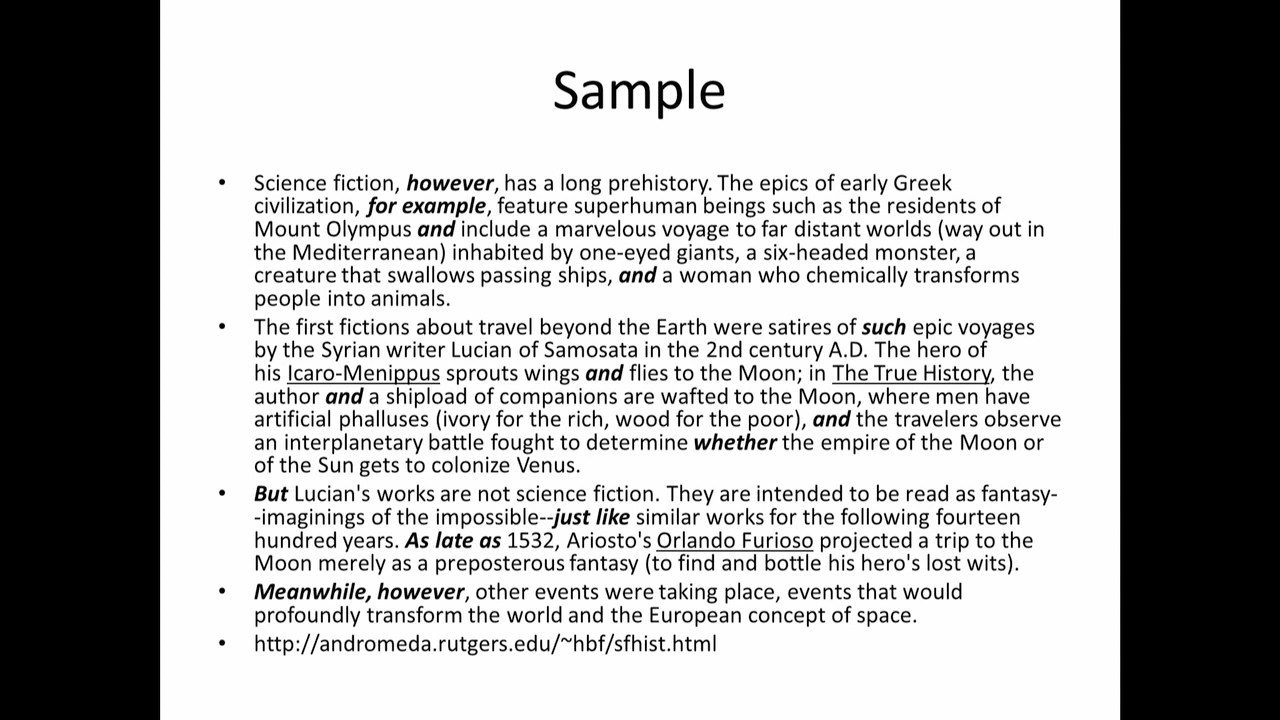 Sample
• Science fiction, however, has a long prehistory. The epics of early Greek
civilization, for example, feature superhuman beings such as the residents of
Mount Olympus and include a marvelous voyage to far distant worlds (way out in
the Mediterranean) inhabited by one-eyed giants, a six-headed monster, a
creature that swallows passing ships, and a woman who chemically transforms
people into animals.
• The first fictions about travel beyond the Earth were satires of such epic voyages
by the Syrian writer Lucian of Samosata in the 2nd century A.D. The hero of
his Icaro-Menippus sprouts wings and flies to the Moon; in The True History, the
author and a shipload of companions are wafted to the Moon, where men have
artificial phalluses (ivory for the rich, wood for the poor), and the travelers observe
an interplanetary battle fought to determine whether the empire of the Moon or
of the Sun gets to colonize Venus.
• But Lucian's works are not science fiction. They are intended to be read as fantasy-
-imaginings of the impossible--just like similar works for the following fourteen
hundred years. As late as 1532, Ariosto's Orlando Furioso projected a trip to the
Moon merely as a preposterous fantasy (to find and bottle his hero's lost wits).
• Meanwhile, however, other events were taking place, events that would
profoundly transform the world and the European concept of space.
• http://andromeda.rutgers.edu/~hbf/sfhist.html